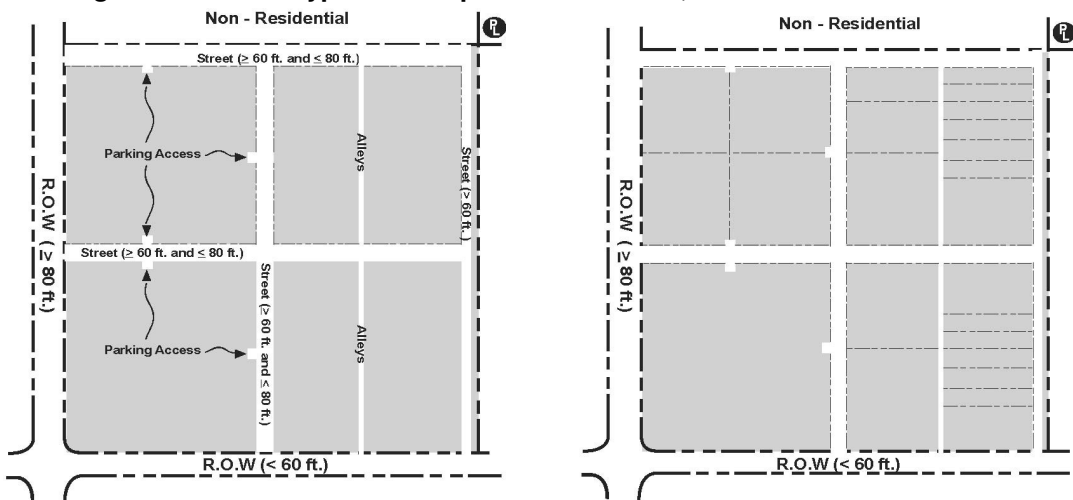 Non - Residential
PL
Street (≥ 60 ft. and ≤ 80 ft.)
Parking Access
Alleys
Street (≥ 60 ft.)
R.O.W (≥ 80 ft.)
Street (≥ 60 ft. and ≤ 80 ft.)
Street (≥ 60 ft. and ≤ 80 ft.)
Parking Access
Alleys
R.O.W (< 60 ft.)
Non - Residential
PL
R.O.W (≥ 80 ft.)
R.O.W (< 60 ft.)